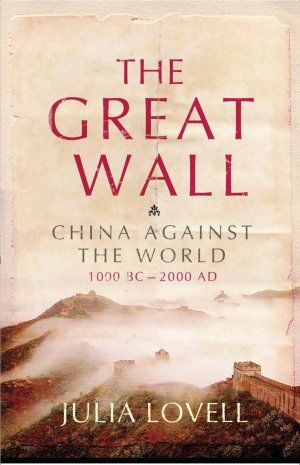 THE
GREAT
WALL
CHINA AGAINST
THE WORLD
1000 BC – 2000 AD
JULIA LOVELL